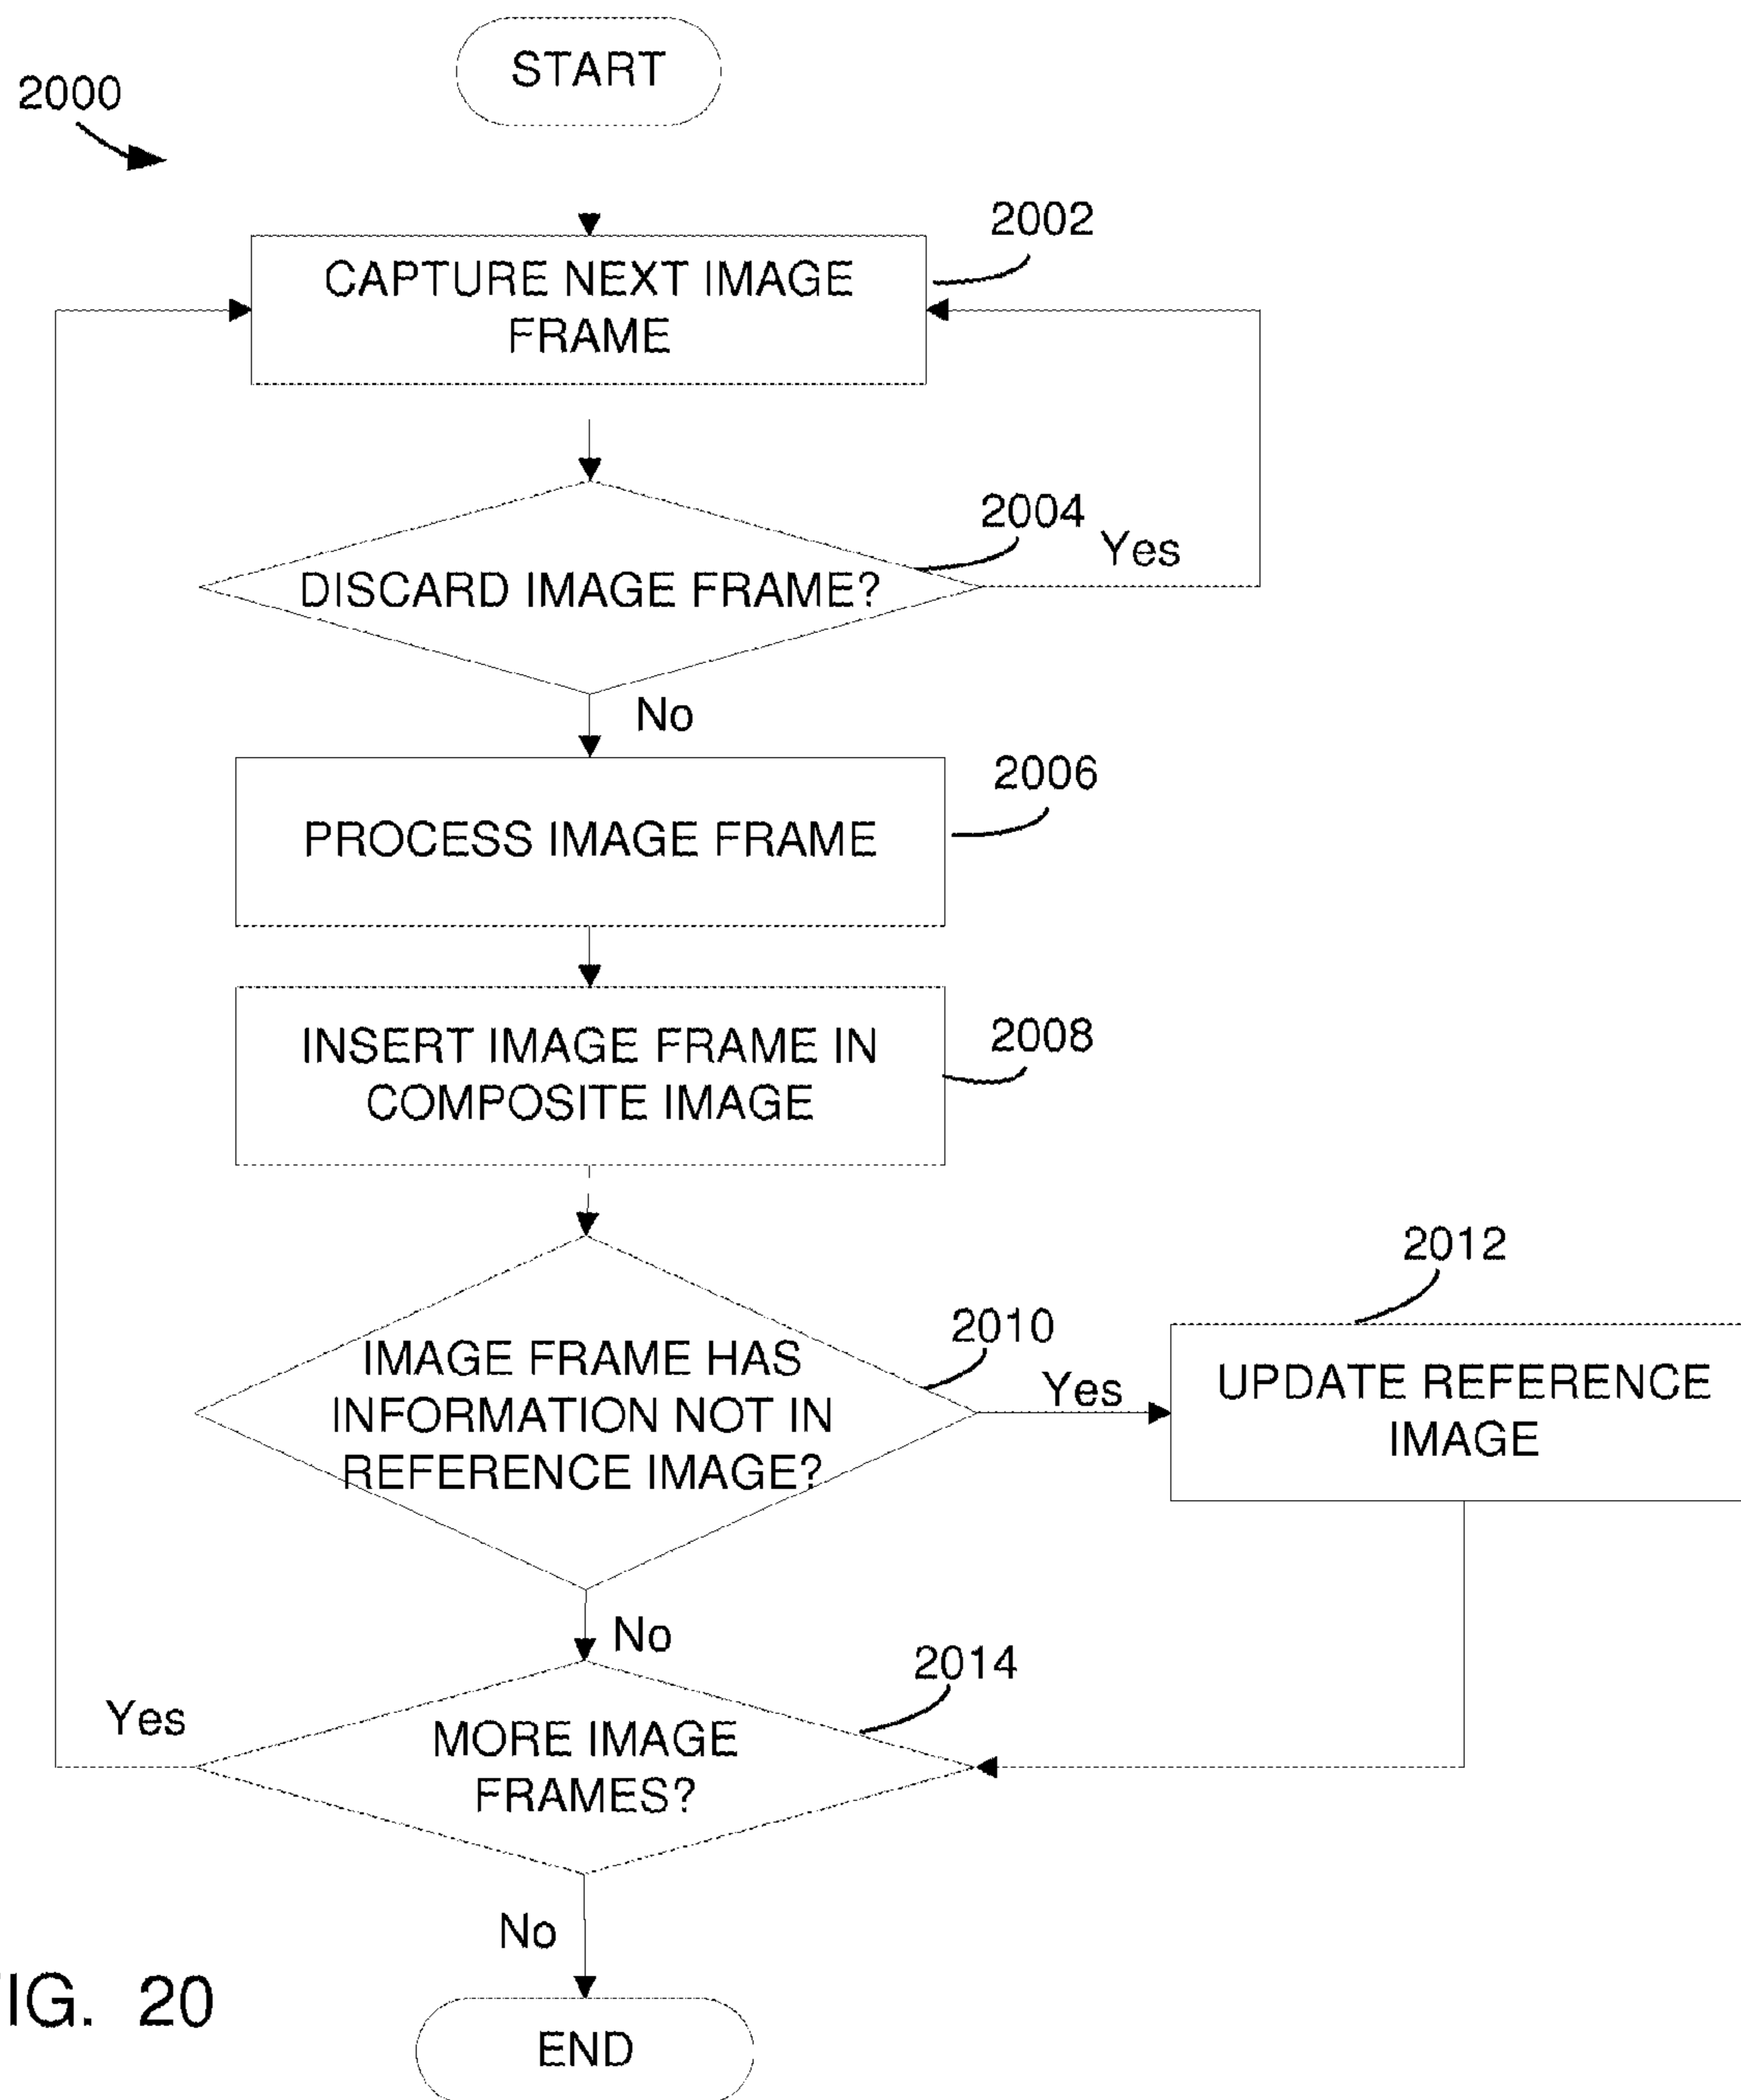 START
2000
2002
CAPTURE NEXT IMAGE
FRAME
2004
Yes
DISCARD IMAGE FRAME?
No
2006
PROCESS IMAGE FRAME
2008
INSERT IMAGE FRAME IN
COMPOSITE IMAGE
2012
2010
IMAGE FRAME HAS
INFORMATION NOT IN
REFERENCE IMAGE?
Yes
UPDATE REFERENCE
IMAGE
No
2014
Yes
MORE IMAGE
FRAMES?
No
IG. 20
END